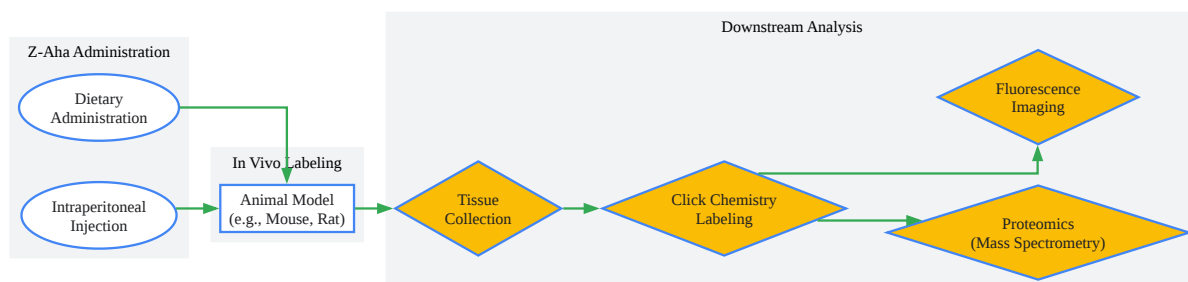 Z-Aha Administration
Dietary
Administration
Intraperitoneal
Injection
In Vivo Labeling
Animal Model
(e.g., Mouse, Rat)
Downstream Analysis
Tissue
Collection
Click Chemistry
Labeling
Fluorescence
Imaging
Proteomics
(Mass Spectrometry)